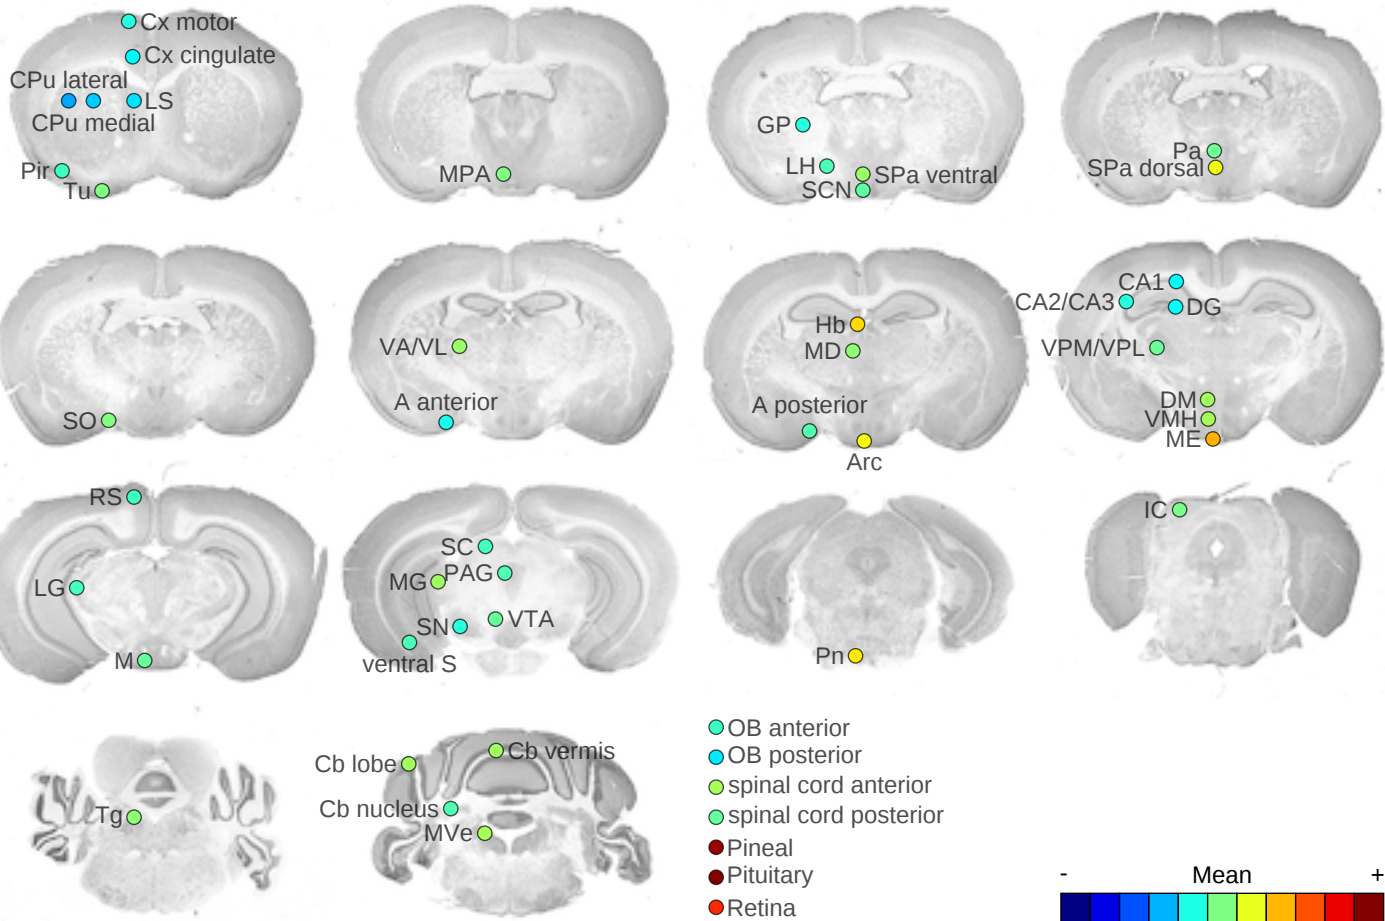 Cx motor
Cx cingulate
CPu lateral
LS
CPu medial
Pir
Tu
MPA
GP
LH
SPa ventral
SCN
Pa
SPa dorsal
SO
VA/VL
A anterior
Hb
MD
A posterior
Arc
CA1
CA2/CA3
DG
VPM/VPL
DM
VMH
ME
RS
LG
M
SC
PAG
MG
VTA
SN
ventral S
Pn
IC
Tg
Cb vermis
Cb lobe
Cb nucleus
MVe
OB anterior
OB posterior
spinal cord anterior
spinal cord posterior
Pineal
Pituitary
Retina
- Mean +